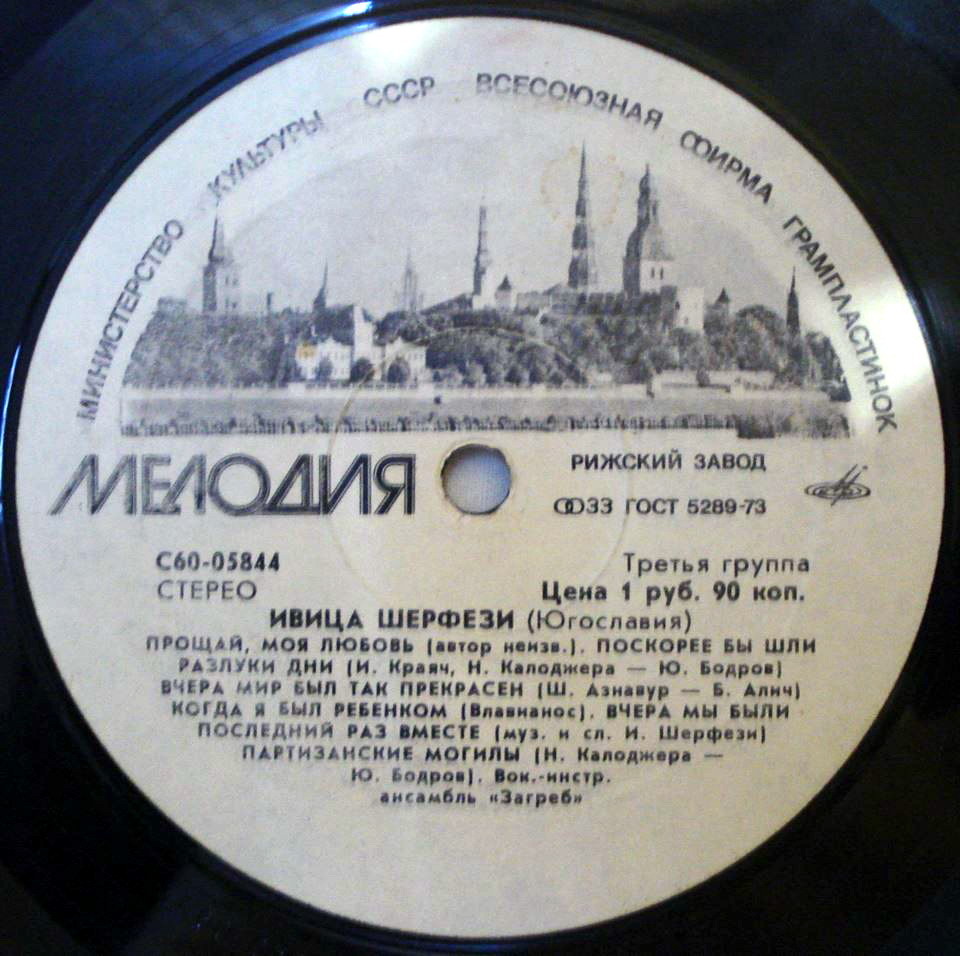 МИНИСТЕРСТВО КУЛЬТУРЫ СССР ВСЕСОЮЗНАЯ ФИРМА ГРАМПЛАСТИНОК
МЕЛОДИЯ
РИЖСКИЙ ЗАВОД
ФЗЗ ГОСТ 5289-73
С60-05844
Третья группа
СТЕРЕО
Цена 1 руб. 90 коп.
ИВИЦА ШЕРФЕЗИ (Югославия)
ПРОЩАЙ, МОЯ ЛЮБОВЬ (автор неизв.). ПОСКОРЕЕ БЫ ШЛИ
РАЗЛУКИ ДНИ (И. Краяч, Н. Калоджера — Ю. Бодров)
ВЧЕРА МИР БЫЛ ТАК ПРЕКРАСЕН (Ш. Азнавур — Б. Алич)
КОГДА Я БЫЛ РЕБЕНКОМ (Влавианос). ВЧЕРА МЫ БЫЛИ
ПОСЛЕДНИЙ РАЗ ВМЕСТЕ (муз. и сл. И. Шерфези)
ПАРТИЗАНСКИЕ МОГИЛЫ (Н. Калоджера —
Ю. Бодров). Вок.-инстр.
ансамбль «Загреб»